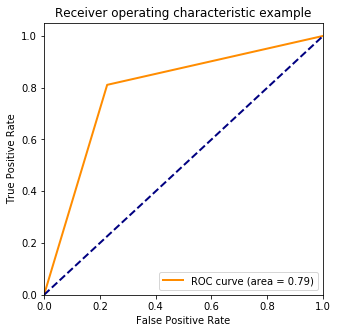 Receiver operating characteristic example
True Positive Rate
1.0
0.8
0.6
0.4
0.2
0.0
ROC curve (area = 0.79)
0.0 0.2 0.4 0.6 0.8 1.0
False Positive Rate